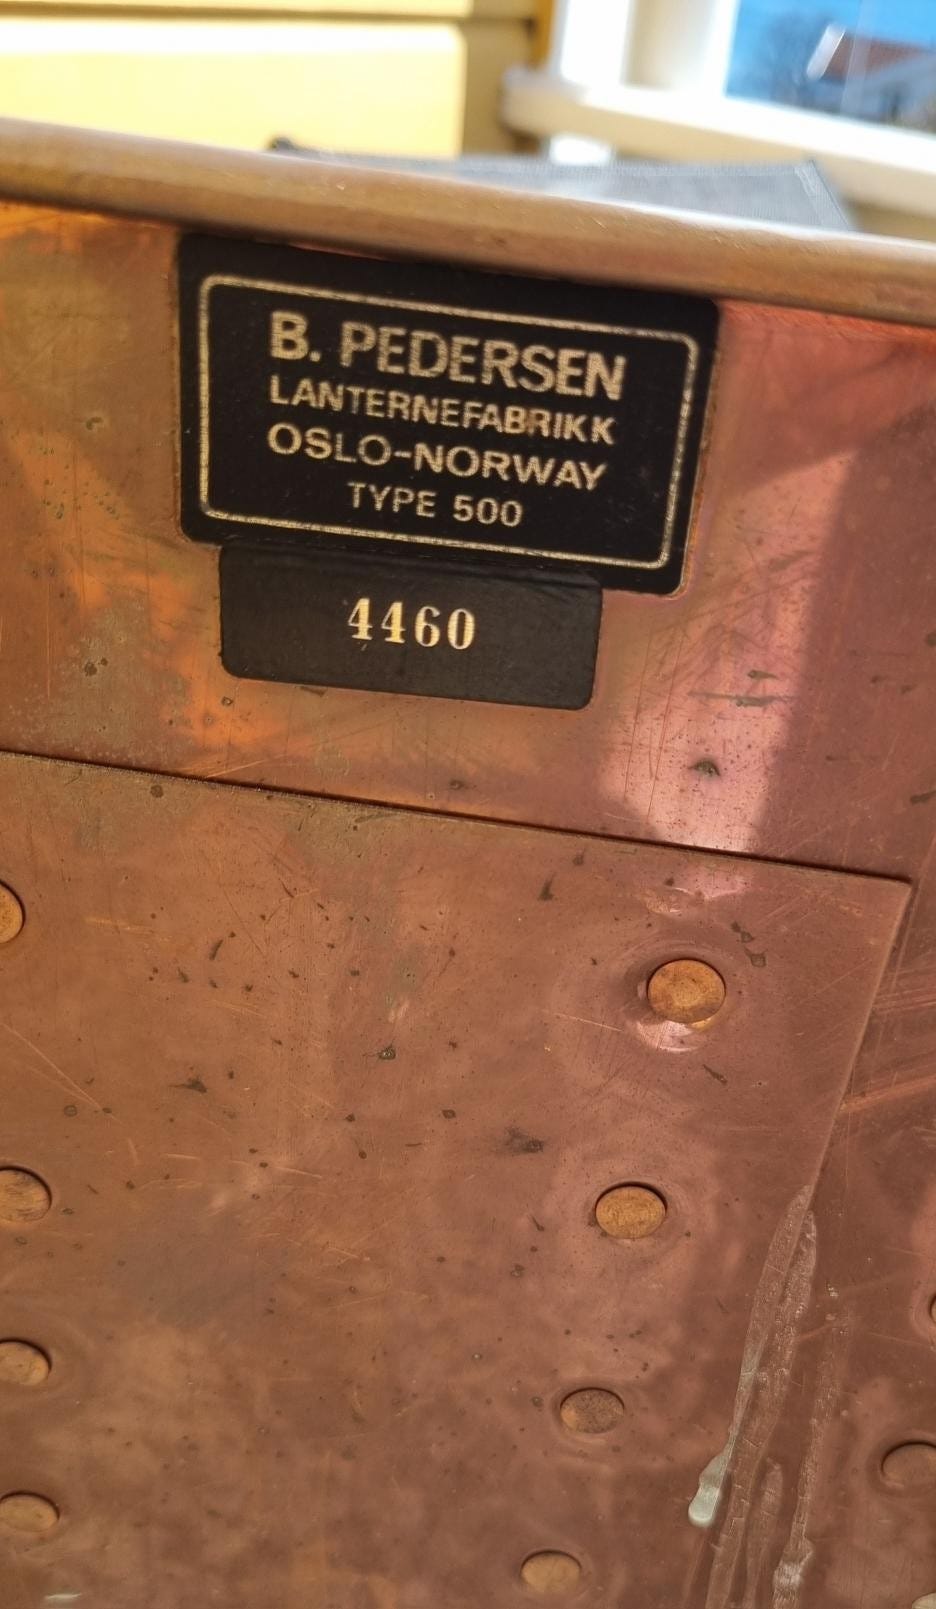 B. PEDERSEN
LANTERNEFABRIKK
OSLO-NORWAY
TYPE 500
4460